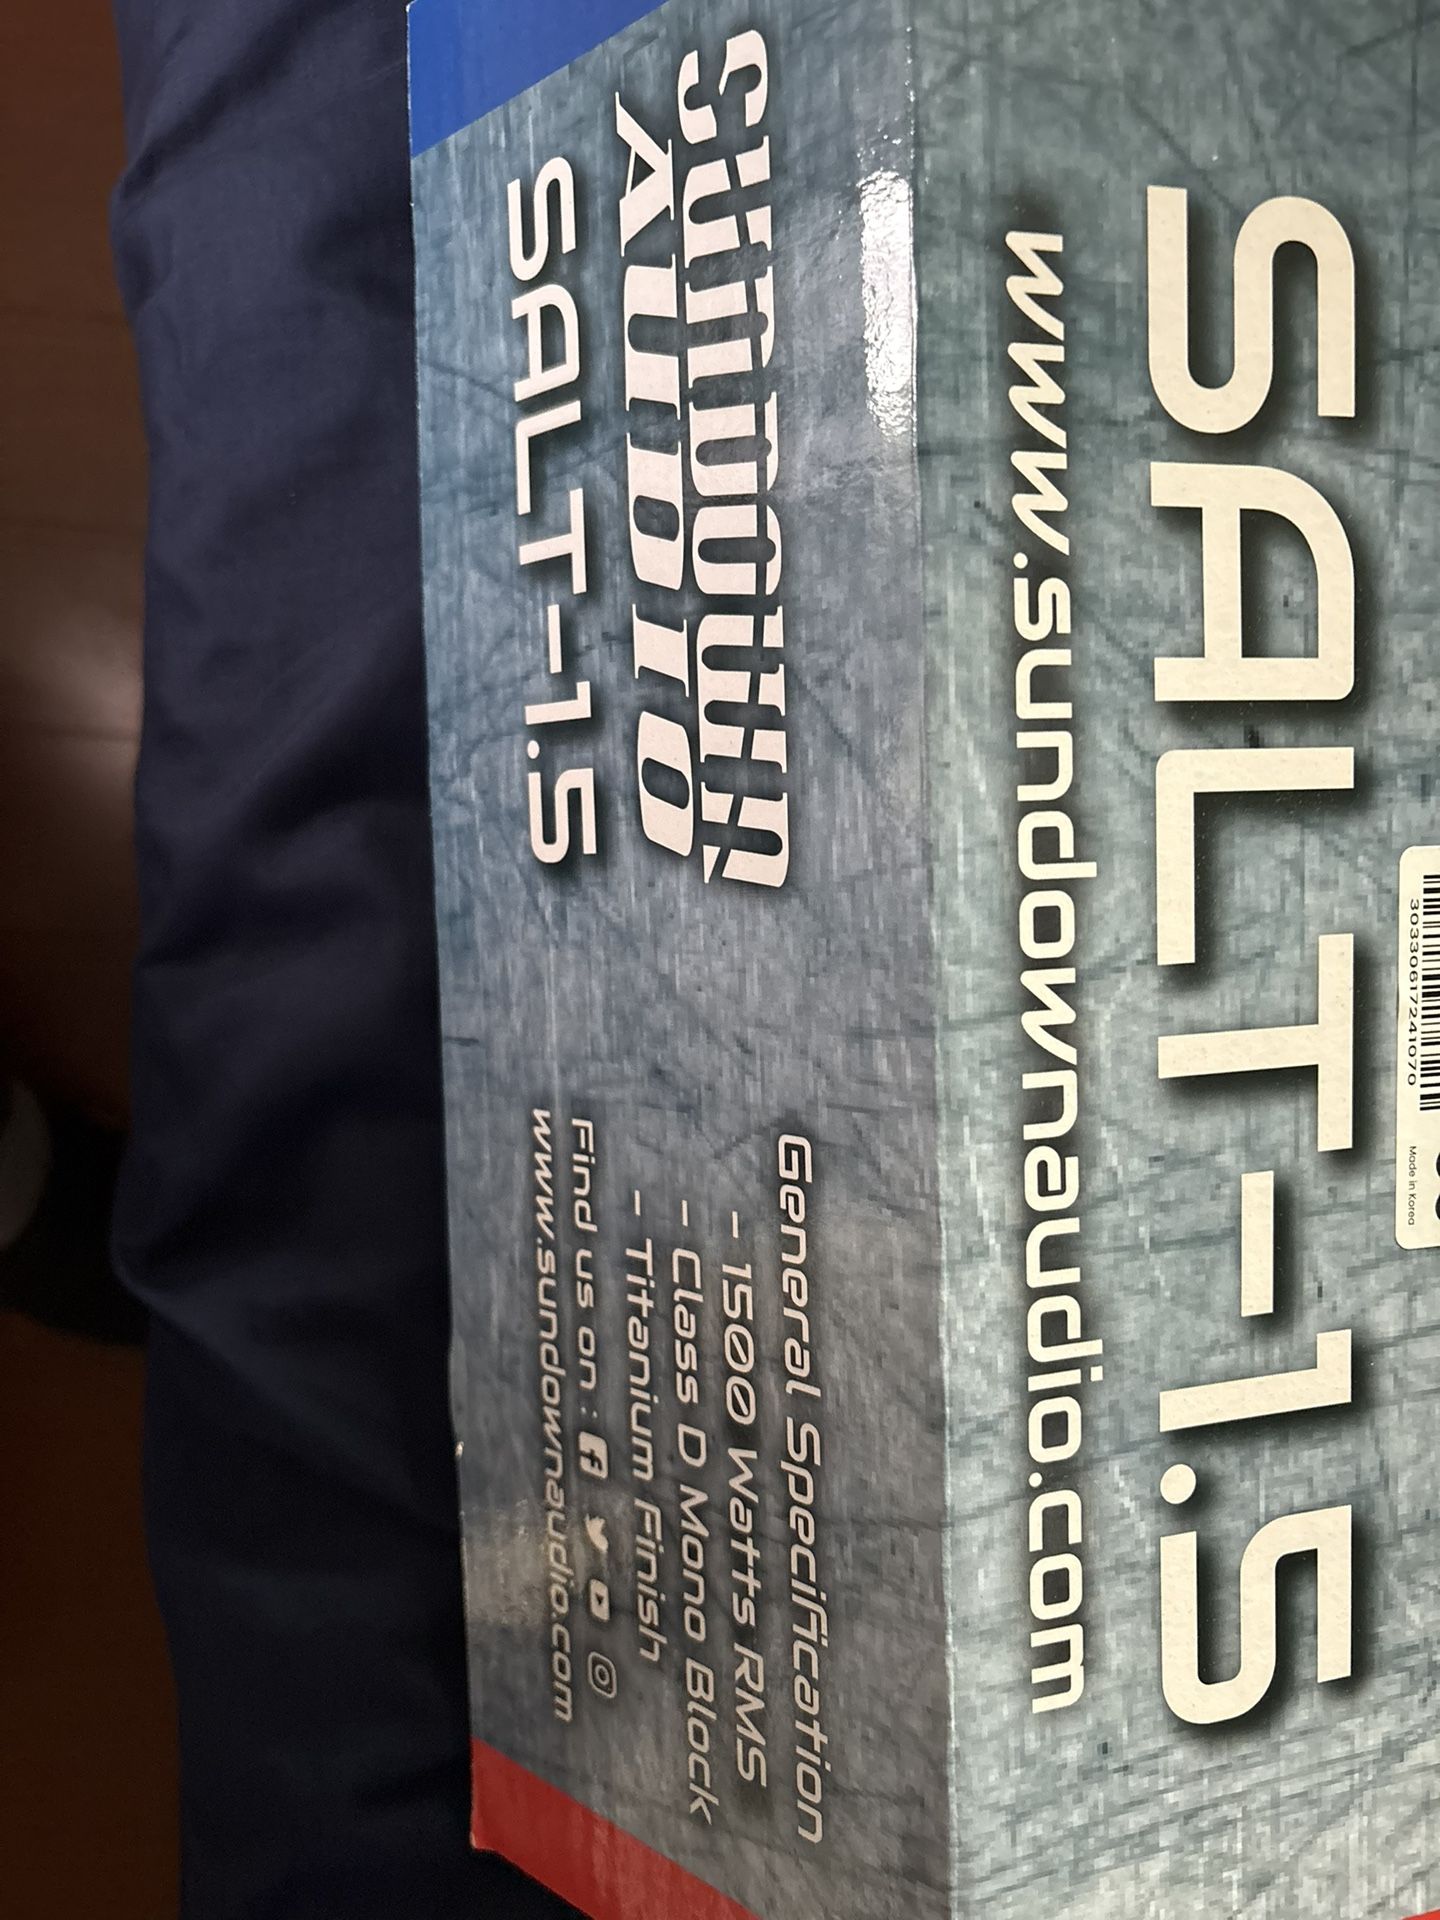 SALT-1.5
www.sundownaudio.com
30330617241070
Made in Korea
SUNDOWN
AUDIO
SALT-1.5
General Specification
- 1500 Watts RMS
- Class D Mono Block
- Titanium Finish
Find us on :
www.sundownaudio.com